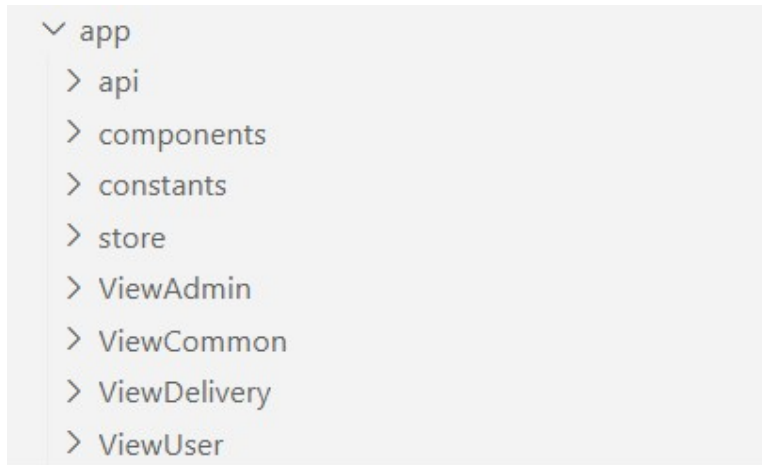 app
api
components
constants
store
ViewAdmin
ViewCommon
ViewDelivery
ViewUser